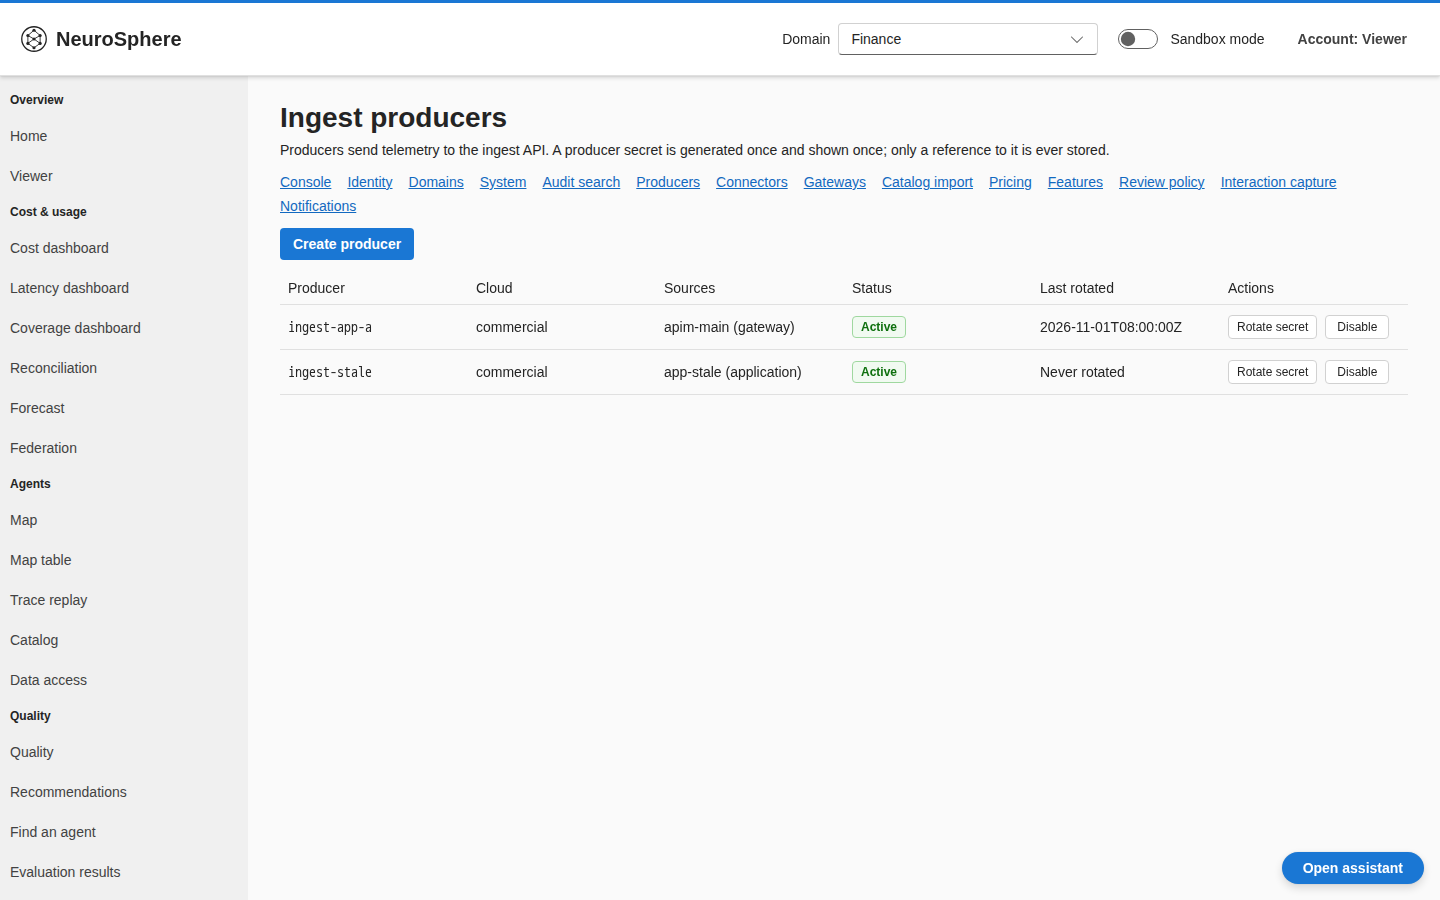 NeuroSphere
Domain
Finance
Sandbox mode
Account: Viewer
Overview
Home
Viewer
Cost & usage
Cost dashboard
Latency dashboard
Coverage dashboard
Reconciliation
Forecast
Federation
Agents
Map
Map table
Trace replay
Catalog
Data access
Quality
Quality
Recommendations
Find an agent
Evaluation results
Ingest producers
Producers send telemetry to the ingest API. A producer secret is generated once and shown once; only a reference to it is ever stored.
Console Identity Domains System Audit search Producers Connectors Gateways Catalog import Pricing Features Review policy Interaction capture
Notifications
Create producer
Producer Cloud Sources Status Last rotated Actions
ingest-app-a commercial apim-main (gateway) Active 2026-11-01T08:00:00Z Rotate secret Disable
ingest-stale commercial app-stale (application) Active Never rotated Rotate secret Disable
Open assistant